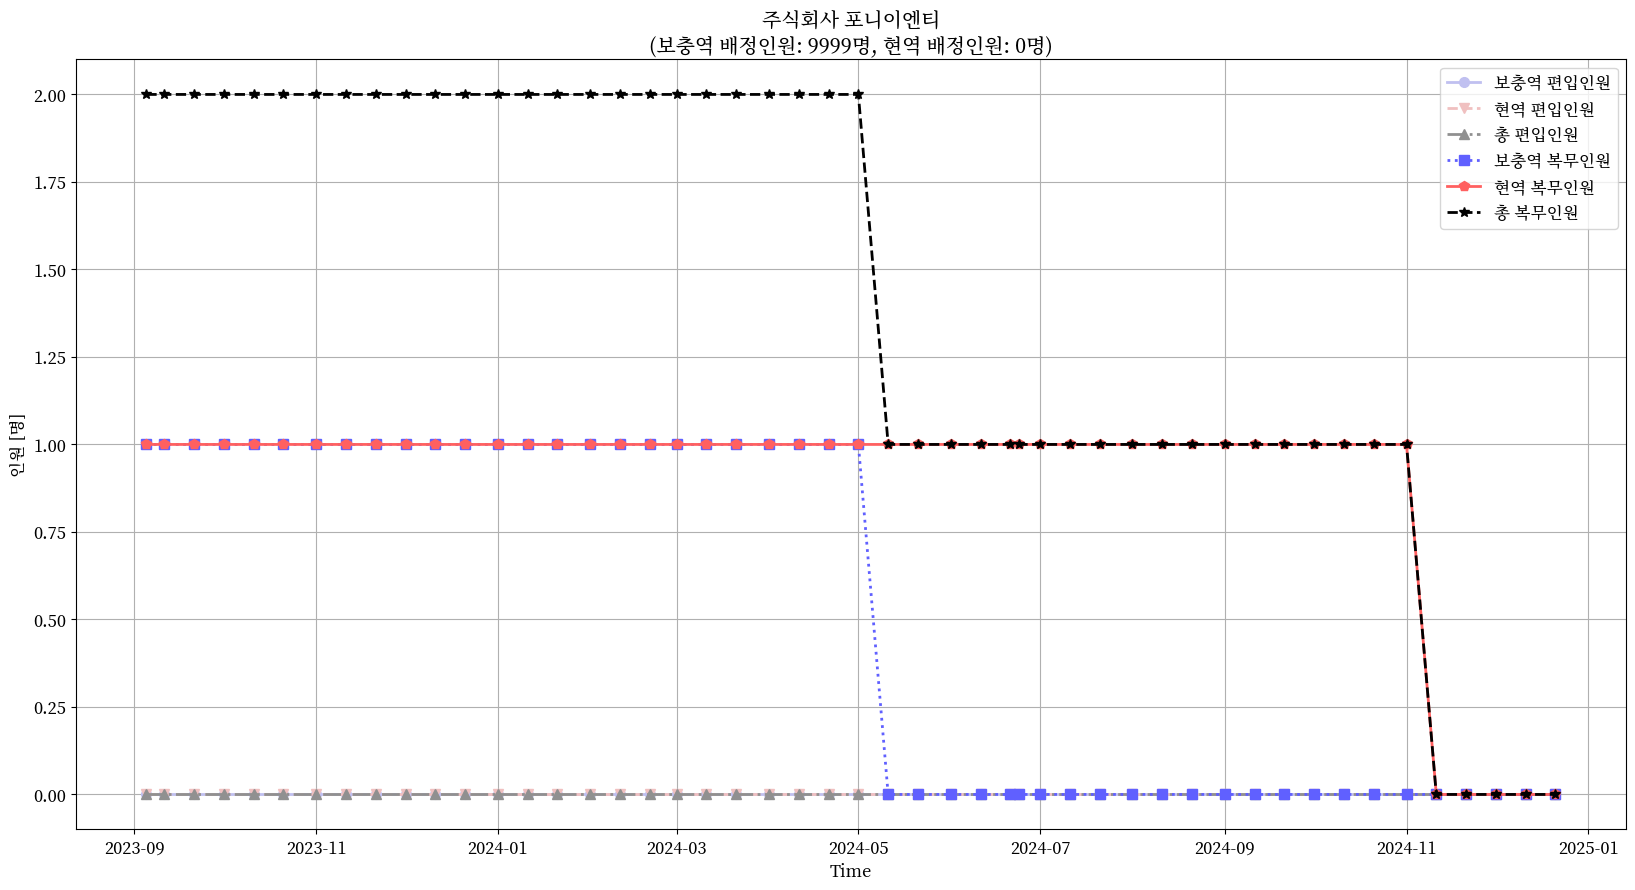 주식회사 포니이엔티
(보충역 배정인원: 9999명, 현역 배정인원: 0명)
보충역 편입인원
현역 편입인원
총 편입인원
보충역 복무인원
현역 복무인원
총 복무인원
인원 [명]
2.00
1.75
1.50
1.25
1.00
0.75
0.50
0.25
0.00
2023-09 2023-11 2024-01 2024-03 2024-05 2024-07 2024-09 2024-11 2025-01
Time